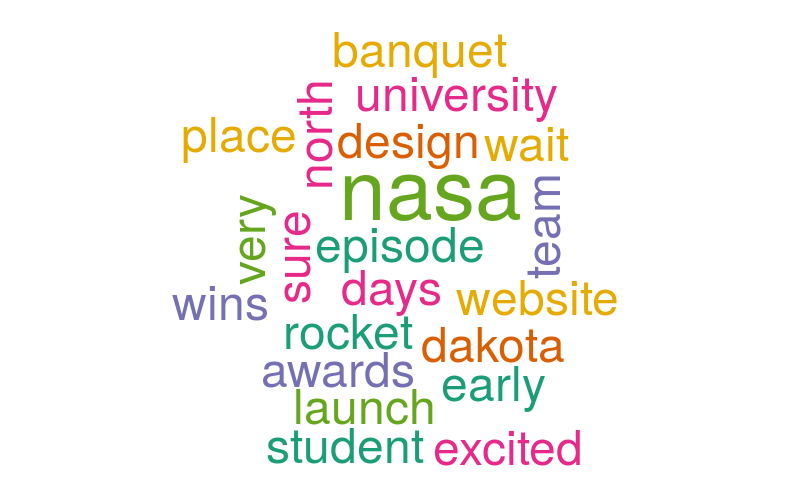 banquet
university
north
place
design
wait
nasa
team
very
sure
episode
days
wins
website
rocket
dakota
awards
early
launch
student
excited